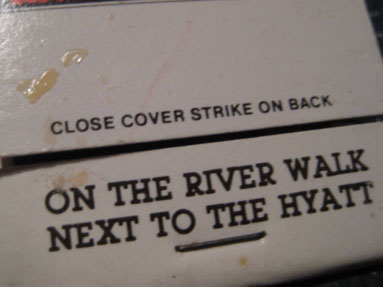 CLOSE COVER STRIKE ON BACK
ON THE RIVER WALK
NEXT TO THE HYATT